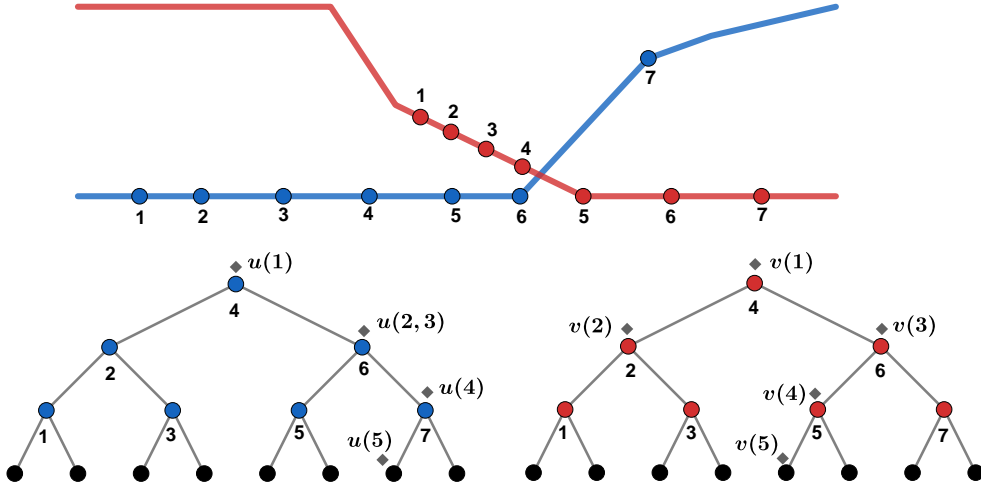 1 2 3 4 7
1 2 3 4 5 6 5 6 7
u(1) v(1)
4 4
u(2, 3) v(2) v(3)
2 6 2 6
u(4) v(4)
1 3 5 7 1 3 5 7
u(5) v(5)